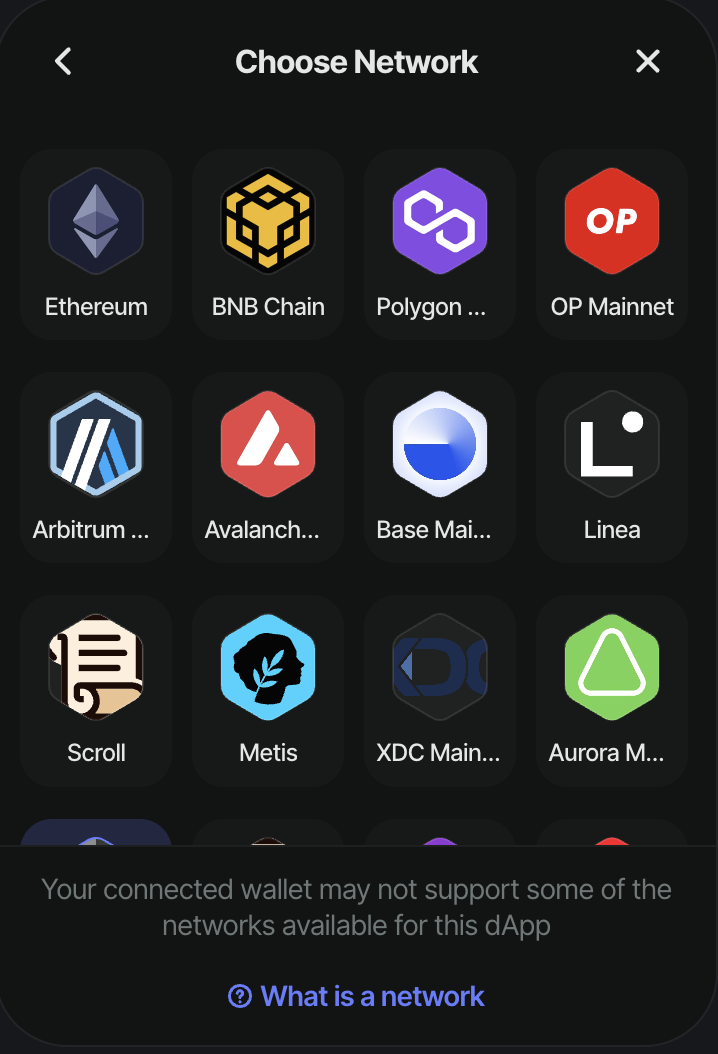 Choose Network
OP
Ethereum
BNB Chain
Polygon ...
OP Mainnet
Arbitrum ...
Avalanch...
Base Mai...
Linea
XDC
Scroll
Metis
XDC Main...
Aurora M...
Your connected wallet may not support some of the
networks available for this dApp
What is a network